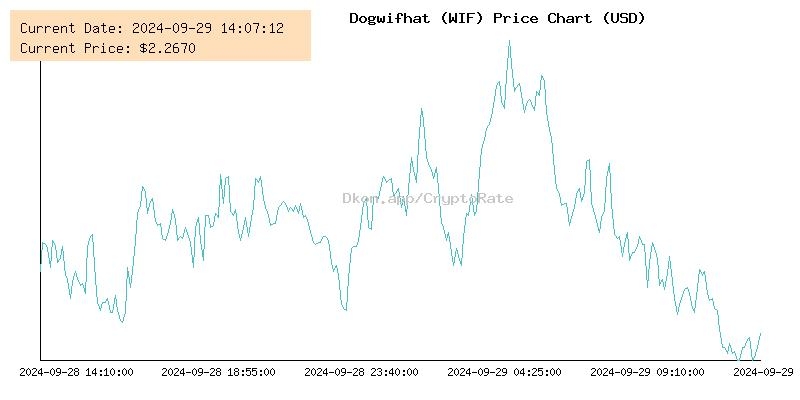 Dogwifhat (WIF) Price Chart (USD)
Current Date: 2024-09-29 14:07:12
Current Price: $2.2670
Dkon.app/CryptoRate
2024-09-28 14:10:00 2024-09-28 18:55:00 2024-09-28 23:40:00 2024-09-29 04:25:00 2024-09-29 09:10:00 2024-09-29